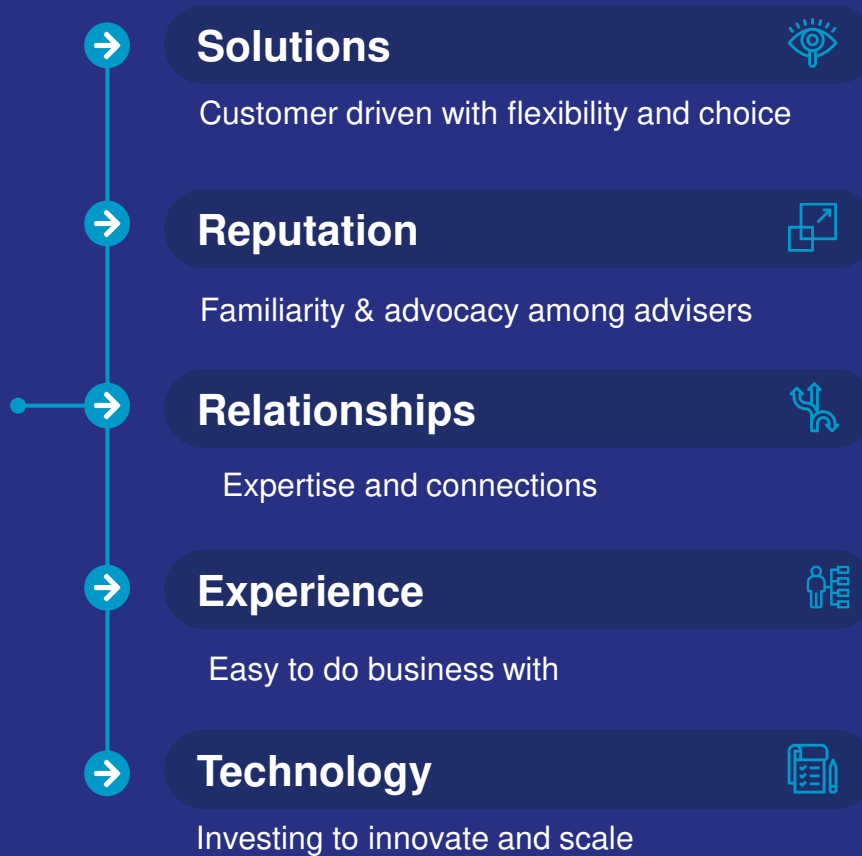 Solutions
Customer driven with flexibility and choice
Reputation
Familiarity & advocacy among advisers
Relationships
Expertise and connections
Experience
Easy to do business with
Technology
Investing to innovate and scale